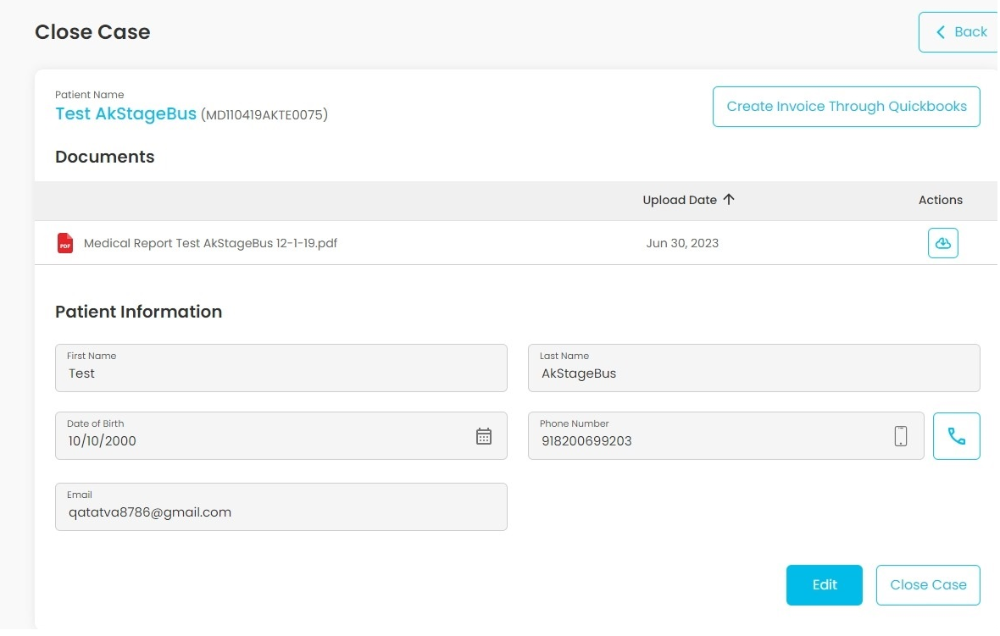 Close Case
Back
Patient Name
Test AkStageBus (MD110419AKTE0075)
Create Invoice Through Quickbooks
Documents
Upload Date
Actions
PDF
Medical Report Test AkStageBus 12-1-19.pdf
Jun 30, 2023
Patient Information
First Name
Test
Last Name
AkStageBus
Date of Birth
10/10/2000
Phone Number
918200699203
Email
qatatva8786@gmail.com
Edit
Close Case